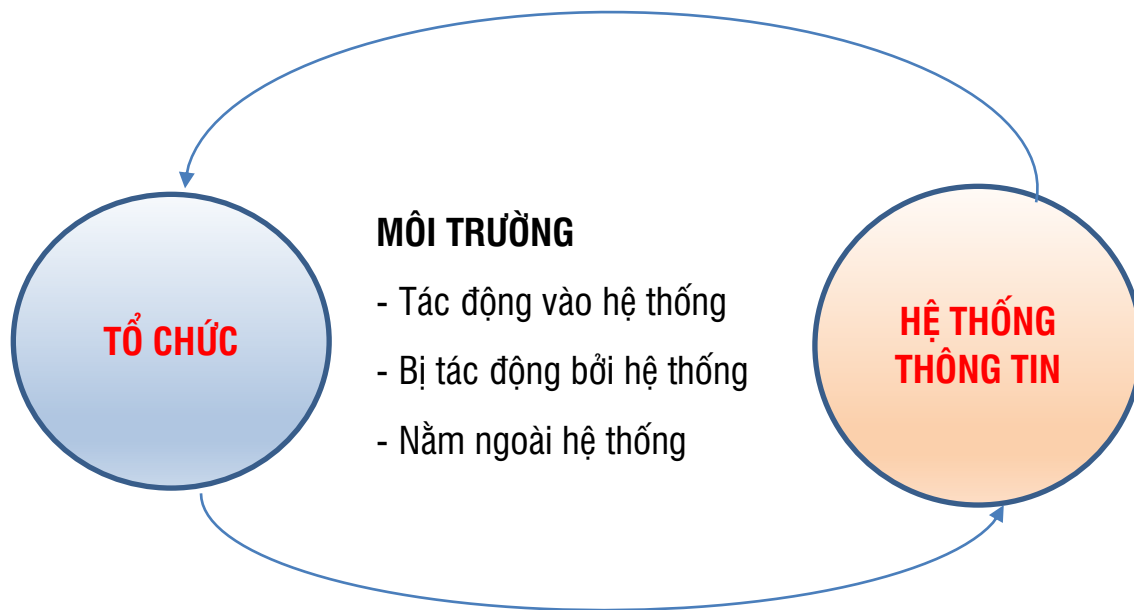 TỔ CHỨC
MÔI TRƯỜNG
- Tác động vào hệ thống
- Bị tác động bởi hệ thống
- Nằm ngoài hệ thống
HỆ THỐNG
THÔNG TIN